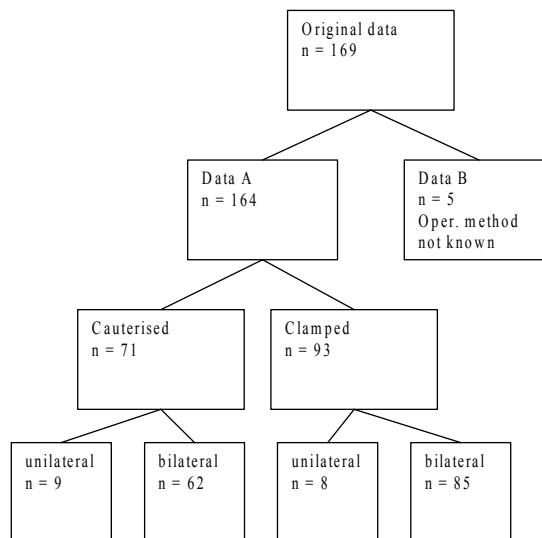 Original data
n = 169
Data A
n = 164
Data B
n = 5
Oper. method
not known
Cauterised
n = 71
Clamped
n = 93
unilateral
n = 9
bilateral
n = 62
unilateral
n = 8
bilateral
n = 85